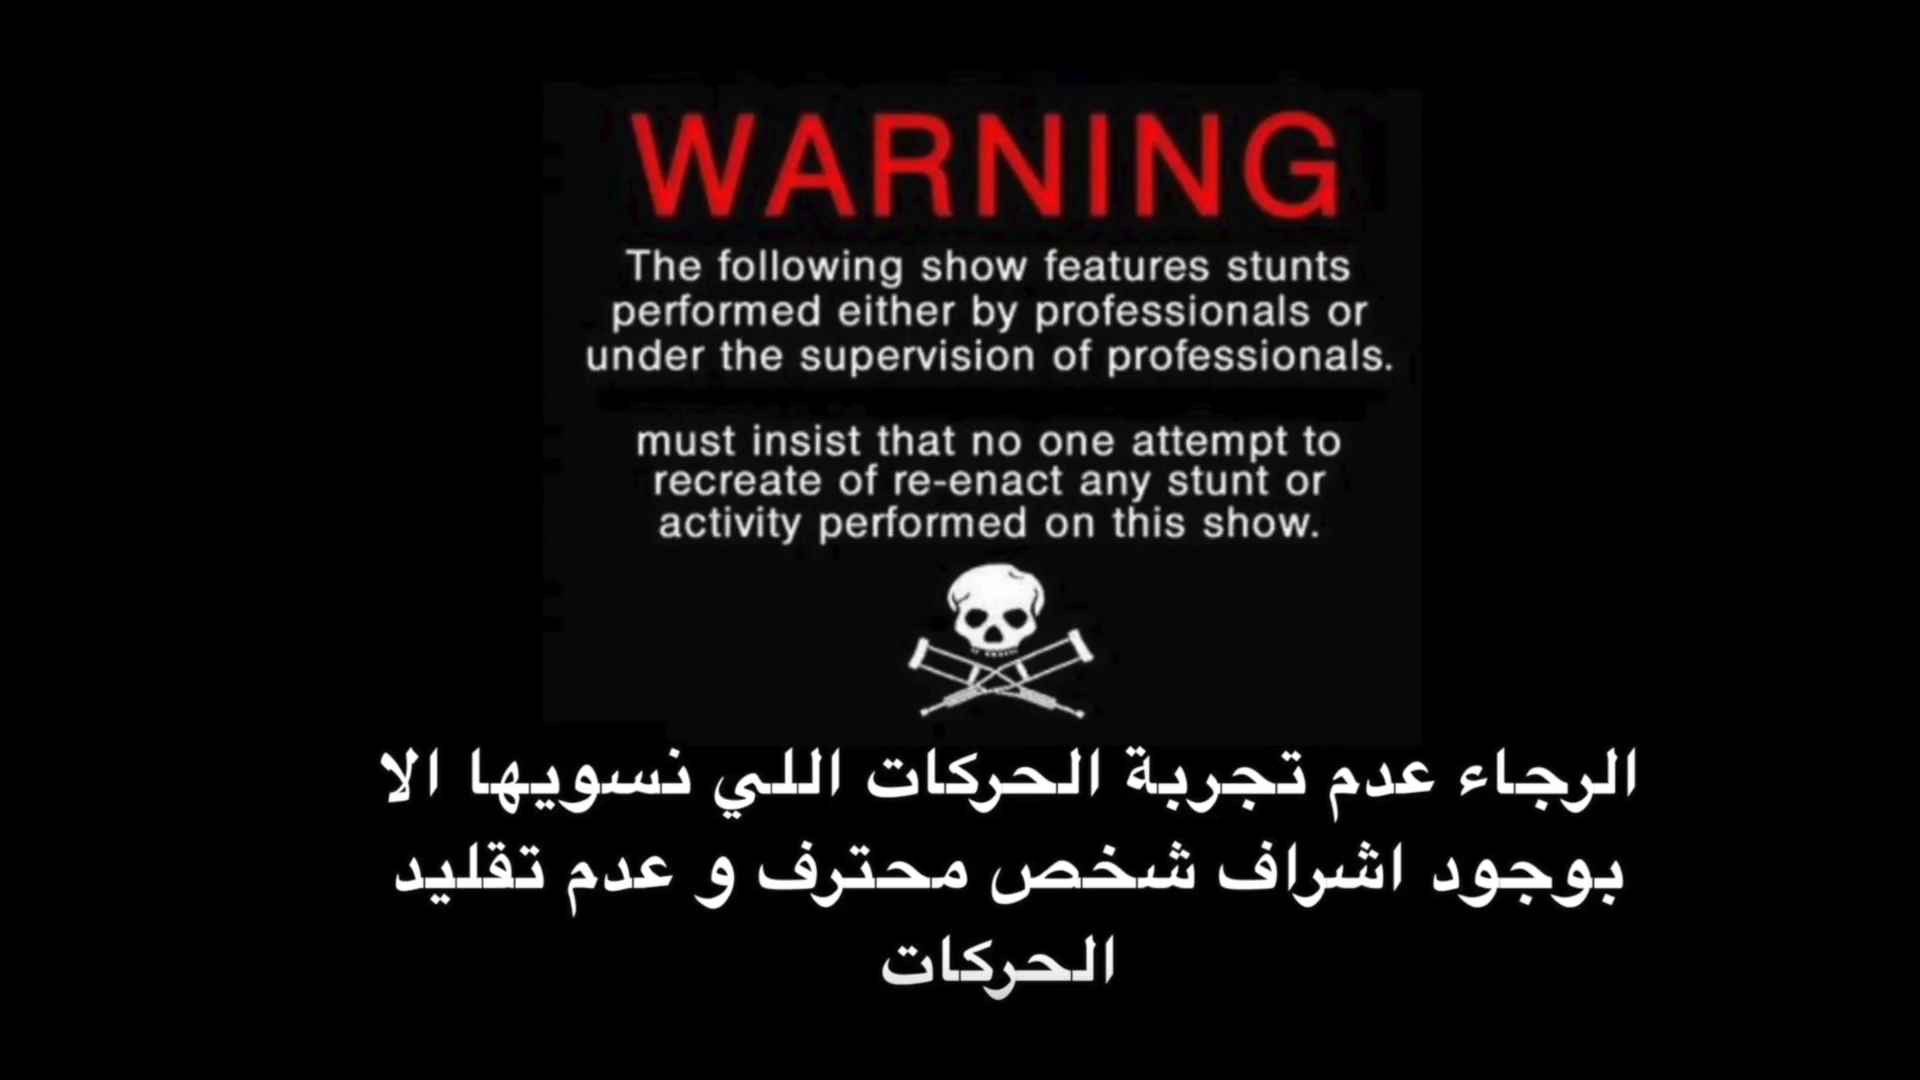 WARNING
The following show features stunts
performed either by professionals or
under the supervision of professionals.
must insist that no one attempt to
recreate of re-enact any stunt or
activity performed on this show.
الرجاء عدم تجربة الحركات اللي نسويها الا
بوجود اشراف شخص محترف و عدم تقليد
الحركات